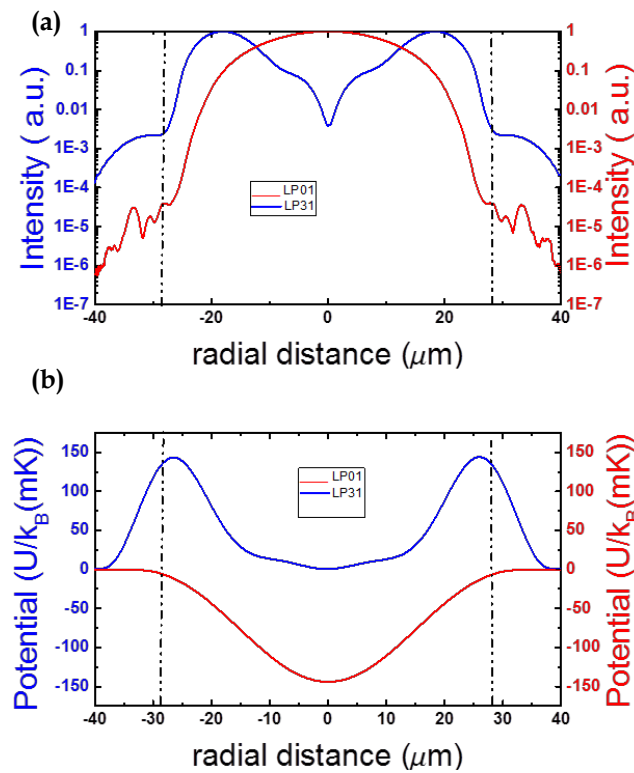 (a)
Intensity ( a.u.)
1
0.1
0.01
1E-3
1E-4
1E-5
1E-6
1E-7
LP01
LP31
1
0.1
0.01
1E-3
1E-4
1E-5
1E-6
1E-7
Intensity ( a.u.)
-40 -20 0 20 40
radial distance (μm)
(b)
Potential (U/k_B(mK))
150
100
50
0
-50
-100
-150
LP01
LP31
150
100
50
0
-50
-100
-150
Potential (U/k_B(mK))
-40 -30 -20 -10 0 10 20 30 40
radial distance (μm)